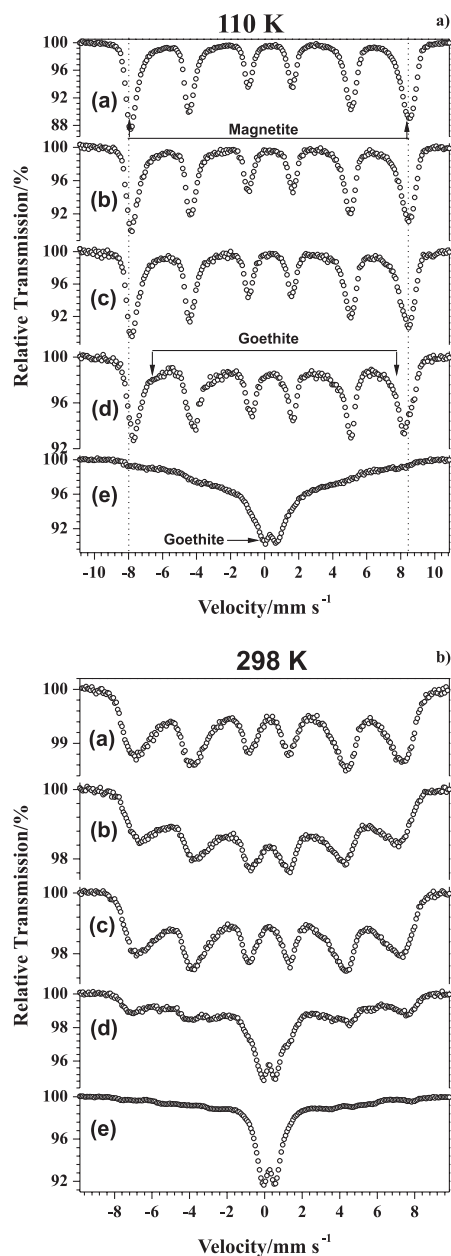 110 K
a)
100
96
92
88
(a)
Magnetite
100
96
92
(b)
100
96
92
(c)
Goethite
100
98
96
94
92
(d)
100
96
92
(e)
Goethite
Relative Transmission/%
-10 -8 -6 -4 -2 0 2 4 6 8 10
Velocity/mm s⁻¹
298 K
b)
100
99
(a)
100
98
(b)
100
98
(c)
100
98
96
94
(d)
100
96
92
(e)
Relative Transmission/%
-8 -6 -4 -2 0 2 4 6 8
Velocity/mm s⁻¹